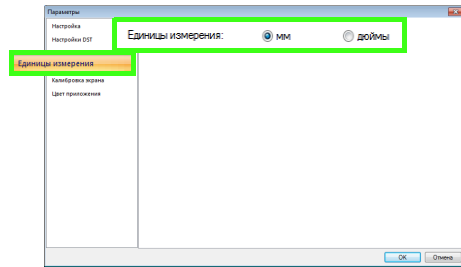 Параметры
Настройка
Настройки DST
Единицы измерения: мм дюймы
Единицы измерения
Калибровка экрана
Цвет приложения
OK Отмена